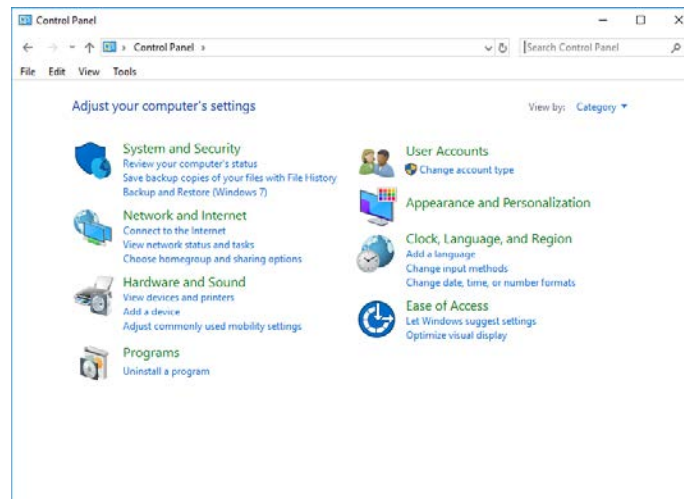 Control Panel
Control Panel
Search Control Panel
File Edit View Tools
Adjust your computer's settings
View by: Category
System and Security
Review your computer's status
Save backup copies of your files with File History
Backup and Restore (Windows 7)
Network and Internet
Connect to the Internet
View network status and tasks
Choose homegroup and sharing options
Hardware and Sound
View devices and printers
Add a device
Adjust commonly used mobility settings
Programs
Uninstall a program
User Accounts
Change account type
Appearance and Personalization
Clock, Language, and Region
Add a language
Change input methods
Change date, time, or number formats
Ease of Access
Let Windows suggest settings
Optimize visual display